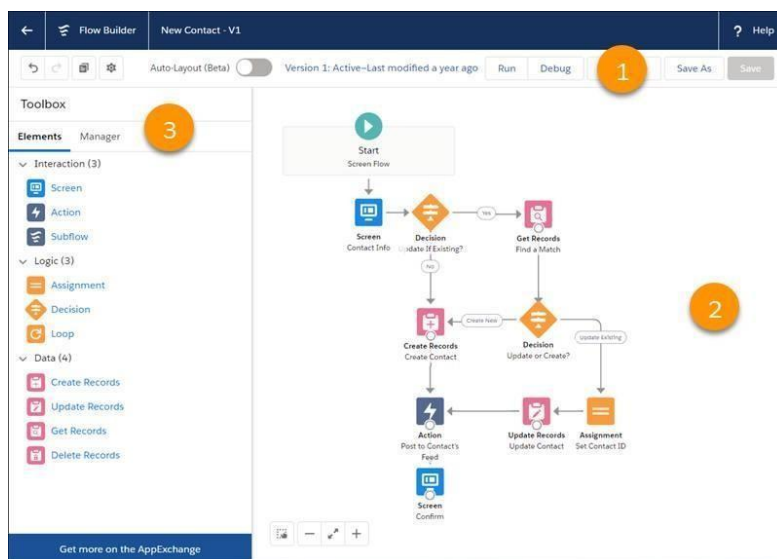 Flow Builder
New Contact - V1
? Help
Auto-Layout (Beta)
Version 1: Active–Last modified a year ago
Run
Debug
1
Save As
Save
Toolbox
Elements
Manager
3
Interaction (3)
Screen
Action
Subflow
Logic (3)
Assignment
Decision
Loop
Data (4)
Create Records
Update Records
Get Records
Delete Records
Get more on the AppExchange
Start
Screen Flow
Screen
Contact Info
Decision
Update If Existing?
Yes
Get Records
Find a Match
No
Create Records
Create Contact
Create New
Decision
Update or Create?
Update Existing
2
Action
Post to Contact's
Feed
Update Records
Update Contact
Assignment
Set Contact ID
Screen
Confirm